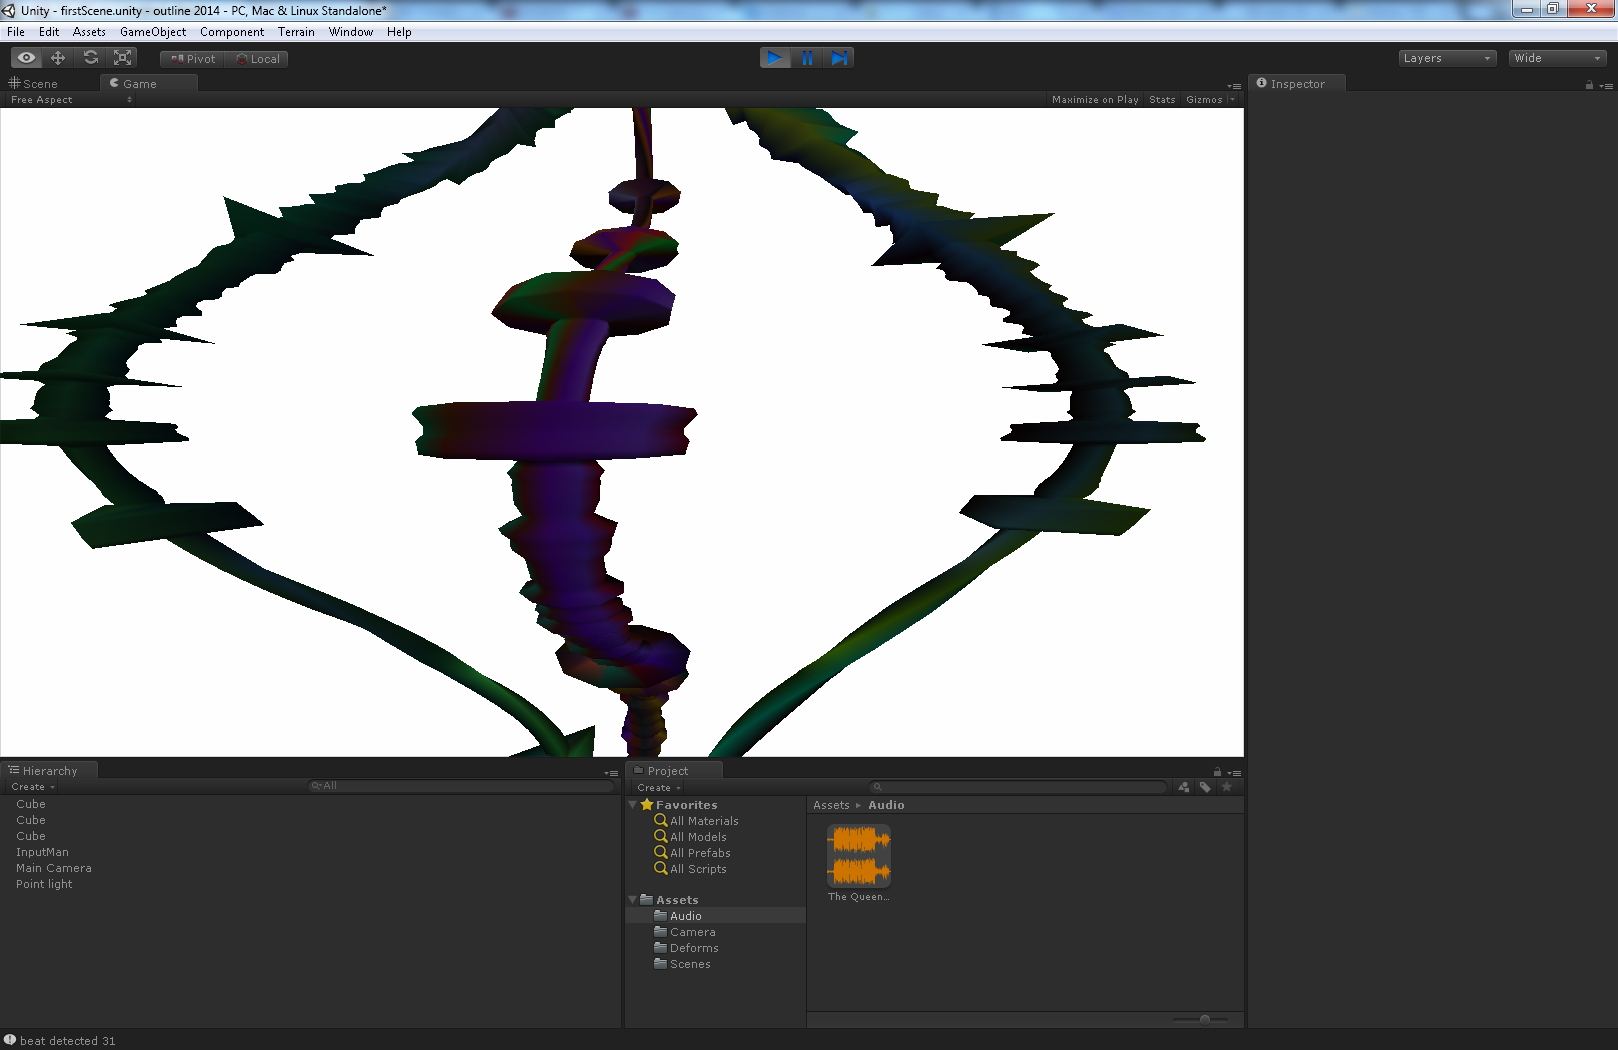 Unity - firstScene.unity - outline 2014 - PC, Mac & Linux Standalone*
File Edit Assets GameObject Component Terrain Window Help
Pivot Local Layers Wide
Scene Game Inspector
Free Aspect Maximize on Play Stats Gizmos
Hierarchy
Create All
Cube
Cube
Cube
InputMan
Main Camera
Point light
Project
Create
Favorites
All Materials
All Models
All Prefabs
All Scripts
Assets
Audio
Camera
Deforms
Scenes
Assets ▸ Audio
The Queen...
beat detected 31